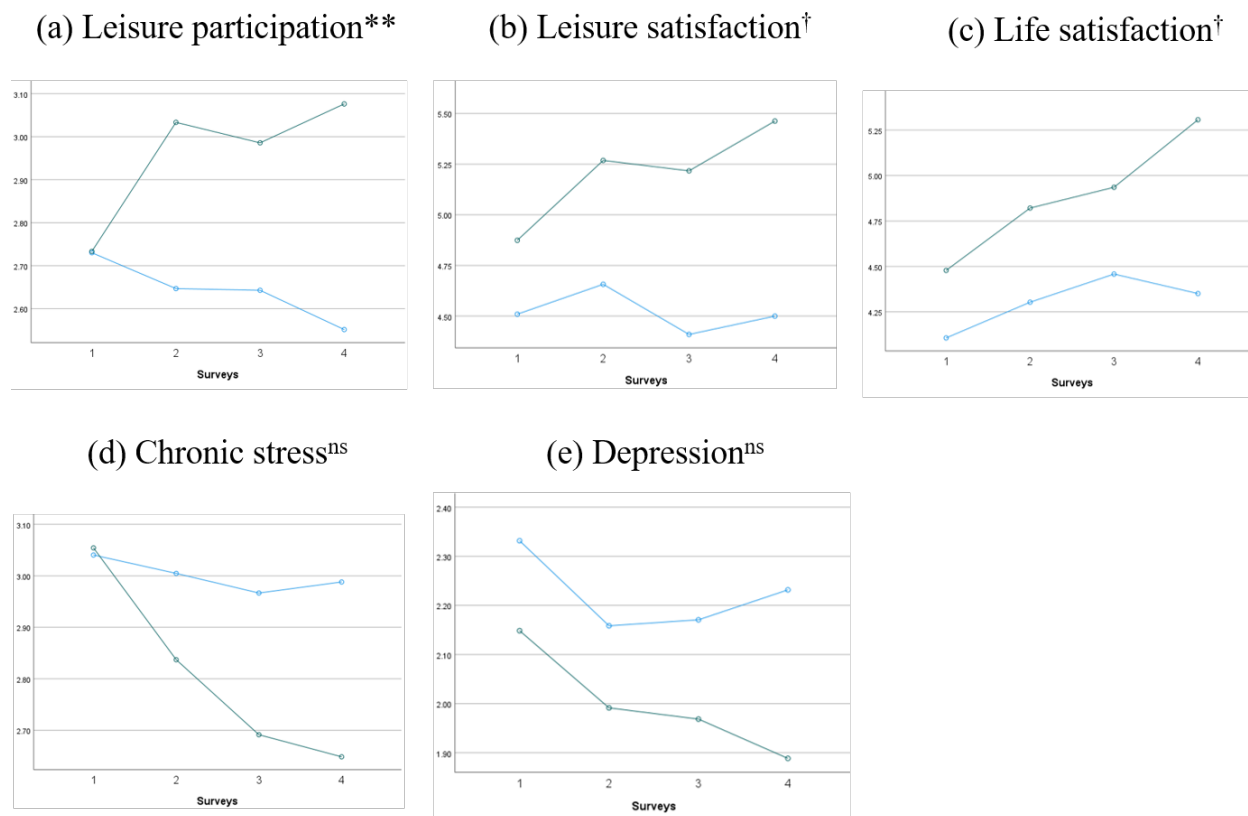 (a) Leisure participation**
(b) Leisure satisfaction†
(c) Life satisfaction†
3.10
3.00
2.90
2.80
2.70
2.60
1 2 3 4
Surveys
5.50
5.25
5.00
4.75
4.50
1 2 3 4
Surveys
5.25
5.00
4.75
4.50
4.25
1 2 3 4
Surveys
(d) Chronic stressns
(e) Depressionns
3.10
3.00
2.90
2.80
2.70
1 2 3 4
Surveys
2.40
2.30
2.20
2.10
2.00
1.90
1 2 3 4
Surveys